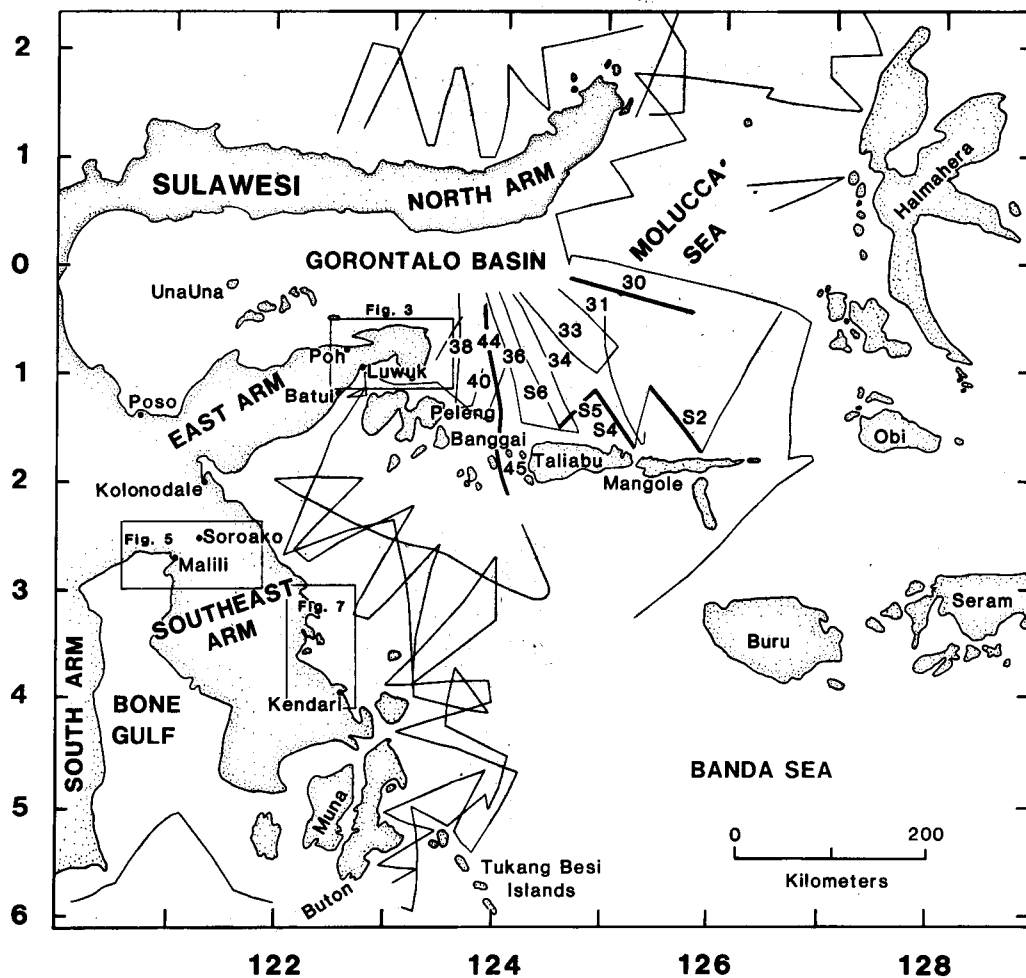 2
1
0
1
2
3
4
5
6
122
124
126
128
SULAWESI
NORTH ARM
MOLUCCA
SEA
Halmahera
GORONTALO BASIN
UnaUna
Fig. 3
30
31
33
34
36
38
40
44
45
S6
S5
S4
S2
Poh
Luwuk
Batui
Poso
EAST ARM
Peleng
Banggai
Taliabu
Mangole
Obi
Kolonodale
Fig. 5
Soroako
Malili
SOUTHEAST
ARM
Fig. 7
Kendari
SOUTH ARM
BONE
GULF
Buru
Seram
BANDA SEA
Muna
Buton
Tukang Besi
Islands
0
200
Kilometers